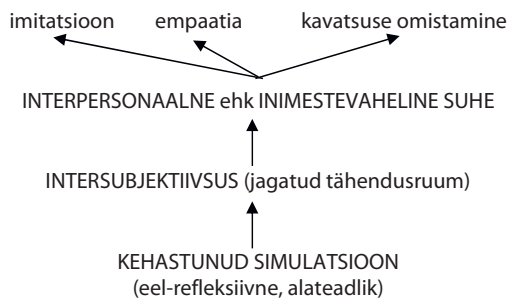 imitatsioon empaatia kavatsuse omistamine
INTERPERSONAALNE ehk INIMESTEVAHELINE SUHE
INTERSUBJEKTIIVSUS (jagatud tähendusruum)
KEHASTUNUD SIMULATSIOON
(eel-refleksiivne, alateadlik)